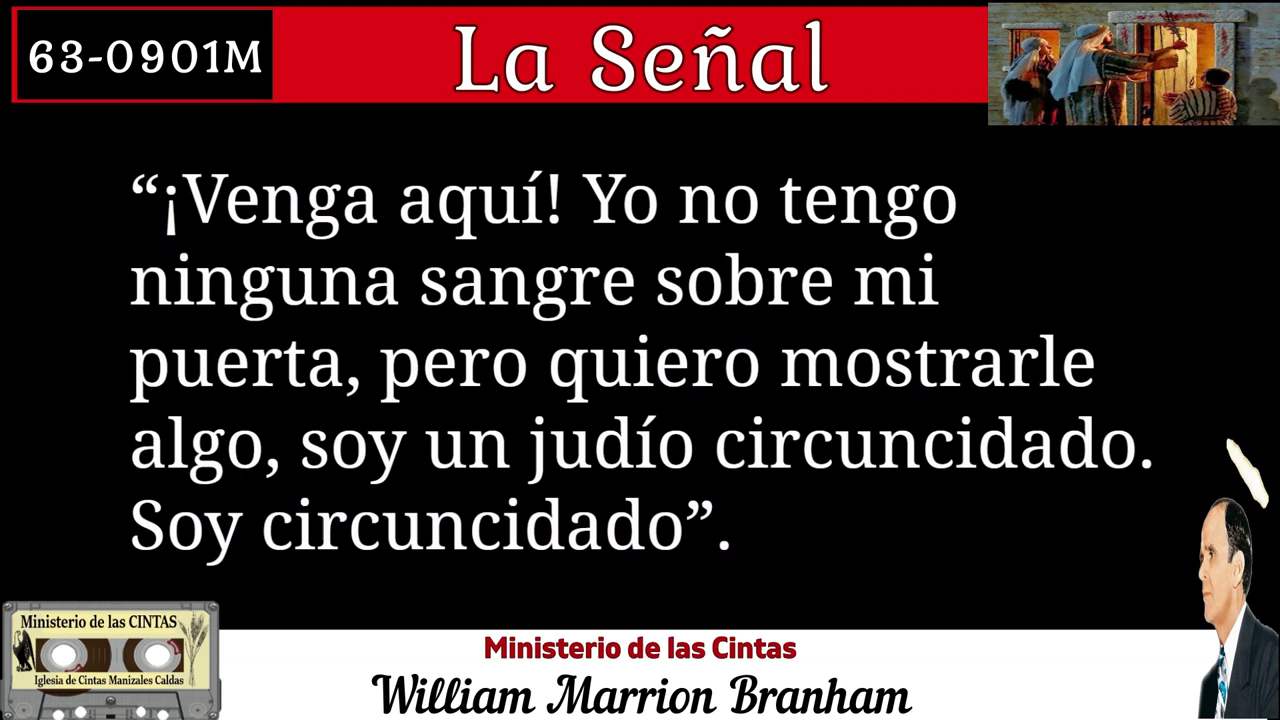 63-0901M
La Señal
“¡Venga aquí! Yo no tengo
ninguna sangre sobre mi
puerta, pero quiero mostrarle
algo, soy un judío circuncidado.
Soy circuncidado”.
Ministerio de las CINTAS
Iglesia de Cintas Manizales Caldas
Ministerio de las Cintas
William Marrion Branham